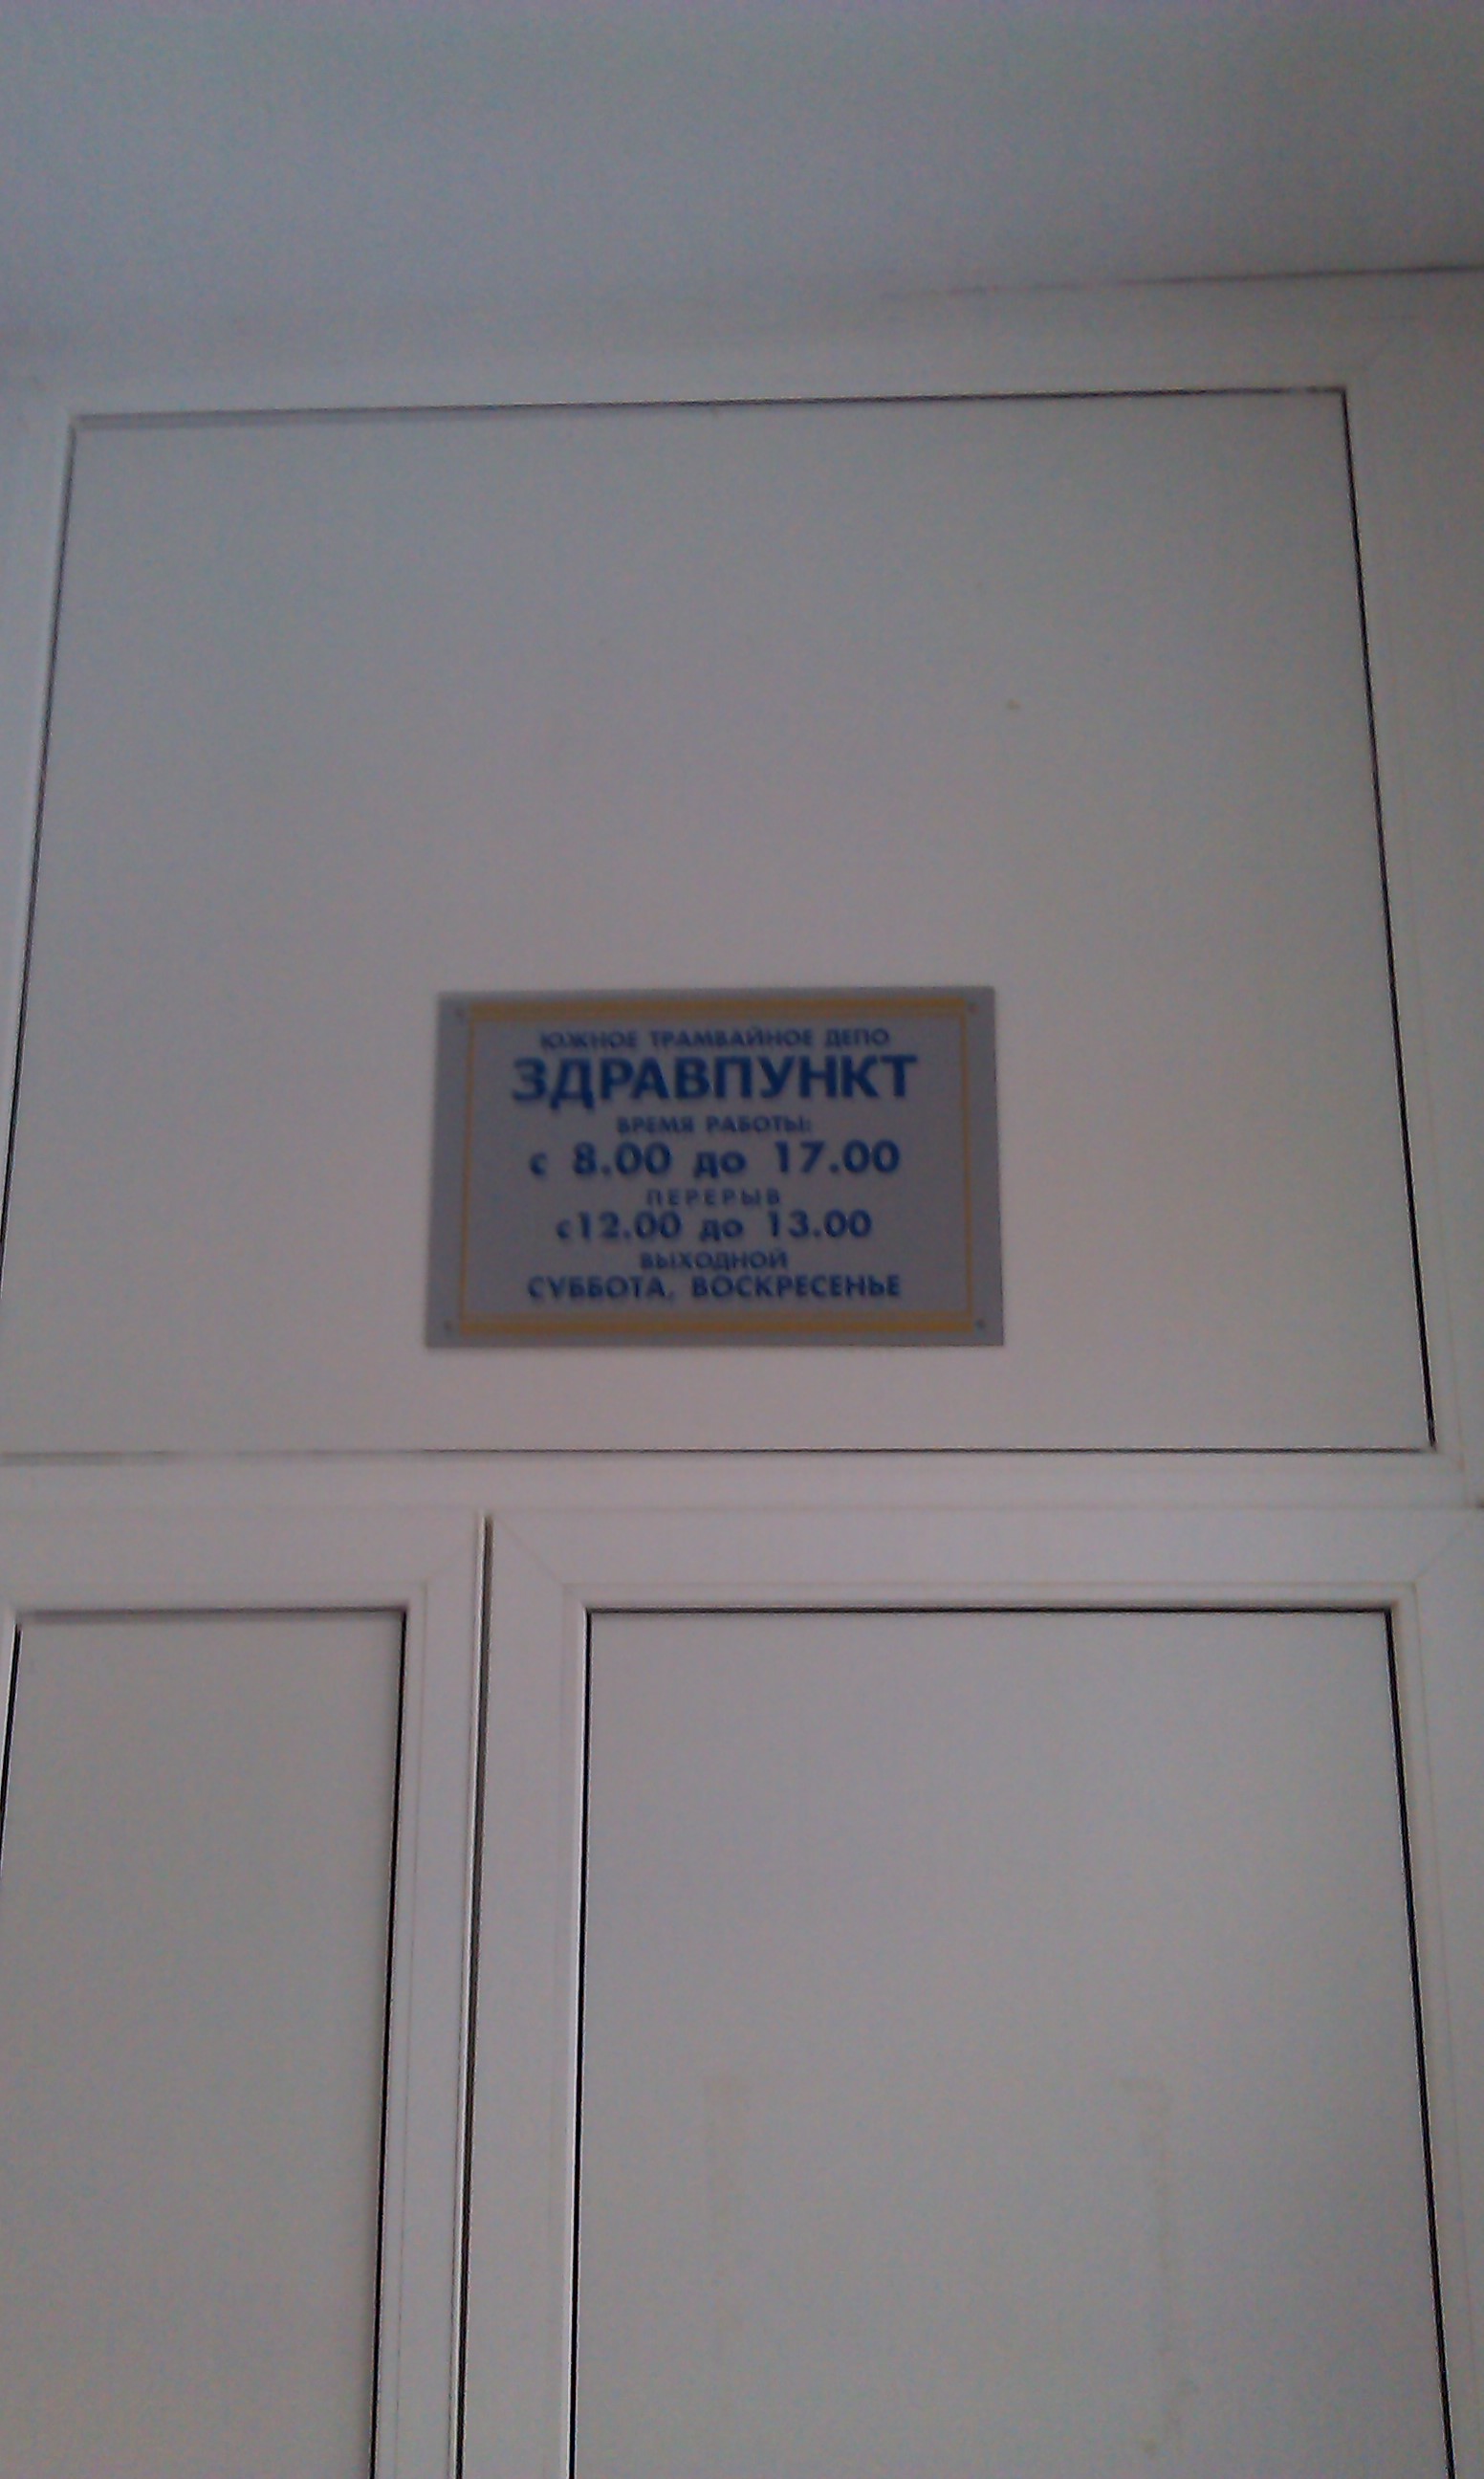 ЮЖНОЕ ТРАМВАЙНОЕ ДЕПО
ЗДРАВПУНКТ
ВРЕМЯ РАБОТЫ:
с 8.00 до 17.00
ПЕРЕРЫВ
с 12.00 до 13.00
ВЫХОДНОЙ
СУББОТА, ВОСКРЕСЕНЬЕ